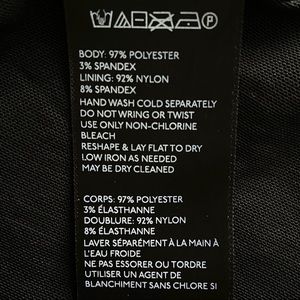 P
BODY: 97% POLYESTER
3% SPANDEX
LINING: 92% NYLON
8% SPANDEX
HAND WASH COLD SEPARATELY
DO NOT WRING OR TWIST
USE ONLY NON-CHLORINE
BLEACH
RESHAPE & LAY FLAT TO DRY
LOW IRON AS NEEDED
MAY BE DRY CLEANED
CORPS: 97% POLYESTER
3% ÉLASTHANNE
DOUBLURE: 92% NYLON
8% ÉLASTHANNE
LAVER SÉPARÉMENT À LA MAIN À
L'EAU FROIDE
NE PAS ESSORER OU TORDRE
UTILISER UN AGENT DE
BLANCHIMENT SANS CHLORE SI